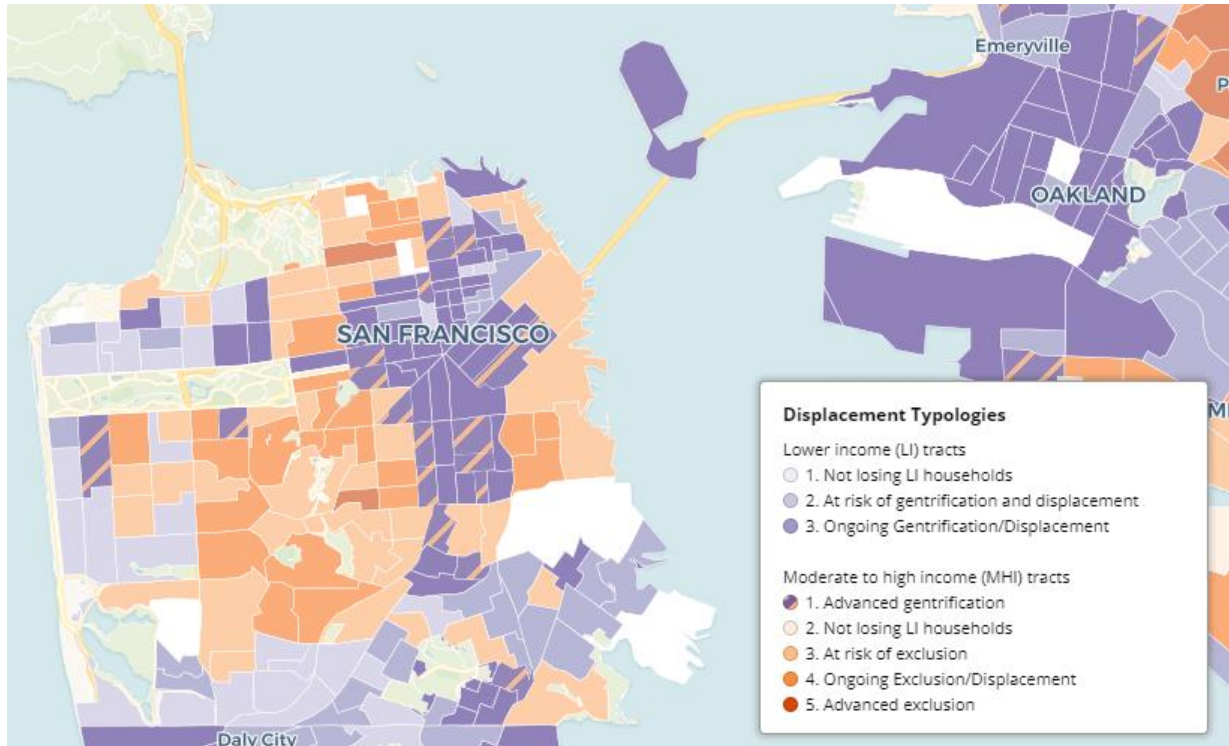 Emeryville
P
OAKLAND
SAN FRANCISCO
MI
Daly City
Displacement Typologies
Lower income (LI) tracts
1. Not losing LI households
2. At risk of gentrification and displacement
3. Ongoing Gentrification/Displacement
Moderate to high income (MHI) tracts
1. Advanced gentrification
2. Not losing LI households
3. At risk of exclusion
4. Ongoing Exclusion/Displacement
5. Advanced exclusion